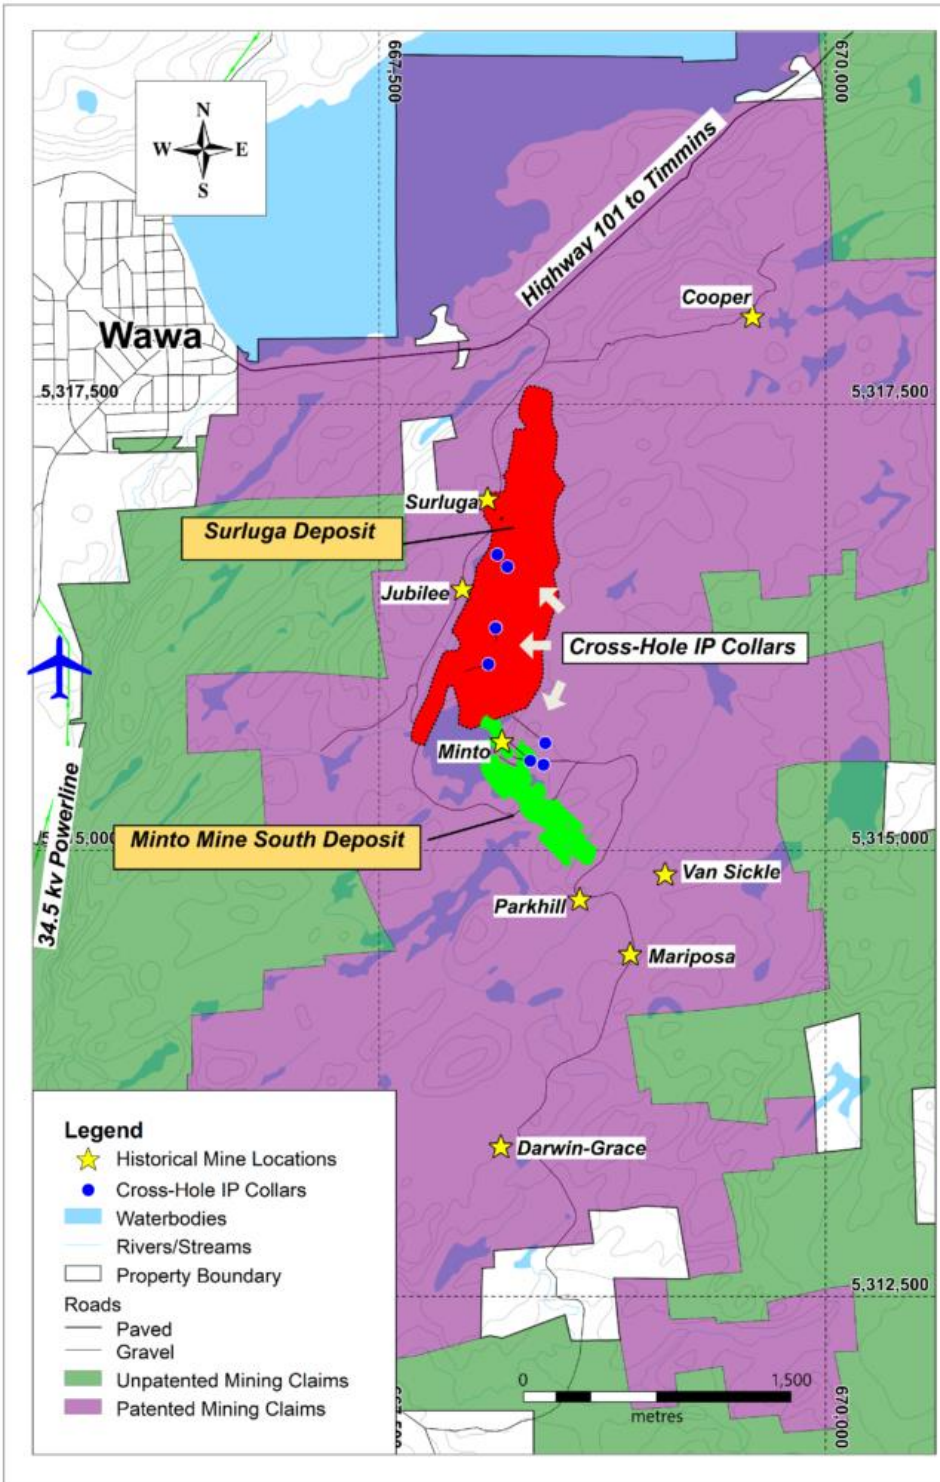 667,500
670,000
N
W E
S
Highway 101 to Timmins
Cooper
Wawa
5,317,500
5,317,500
Surluga
Surluga Deposit
Jubilee
Cross-Hole IP Collars
Minto
34.5 kv Powerline
Minto Mine South Deposit
5,315,000
Van Sickle
Parkhill
Mariposa
Darwin-Grace
Legend
Historical Mine Locations
Cross-Hole IP Collars
Waterbodies
Rivers/Streams
Property Boundary
Roads
Paved
Gravel
Unpatented Mining Claims
Patented Mining Claims
5,312,500
0 1,500
metres
670,000